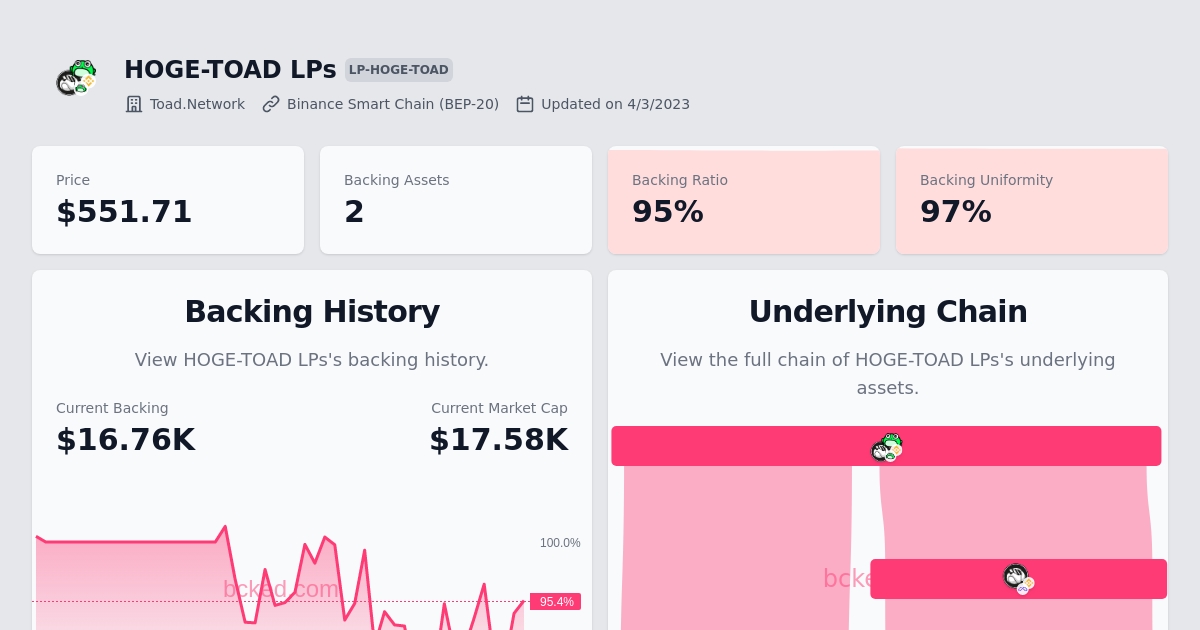 HOGE-TOAD LPs LP-HOGE-TOAD
Toad.Network Binance Smart Chain (BEP-20) Updated on 4/3/2023
Price
$551.71
Backing Assets
2
Backing Ratio
95%
Backing Uniformity
97%
Backing History
View HOGE-TOAD LPs's backing history.
Current Backing
$16.76K
Current Market Cap
$17.58K
100.0%
bcked.com
95.4%
Underlying Chain
View the full chain of HOGE-TOAD LPs's underlying
assets.
bcke